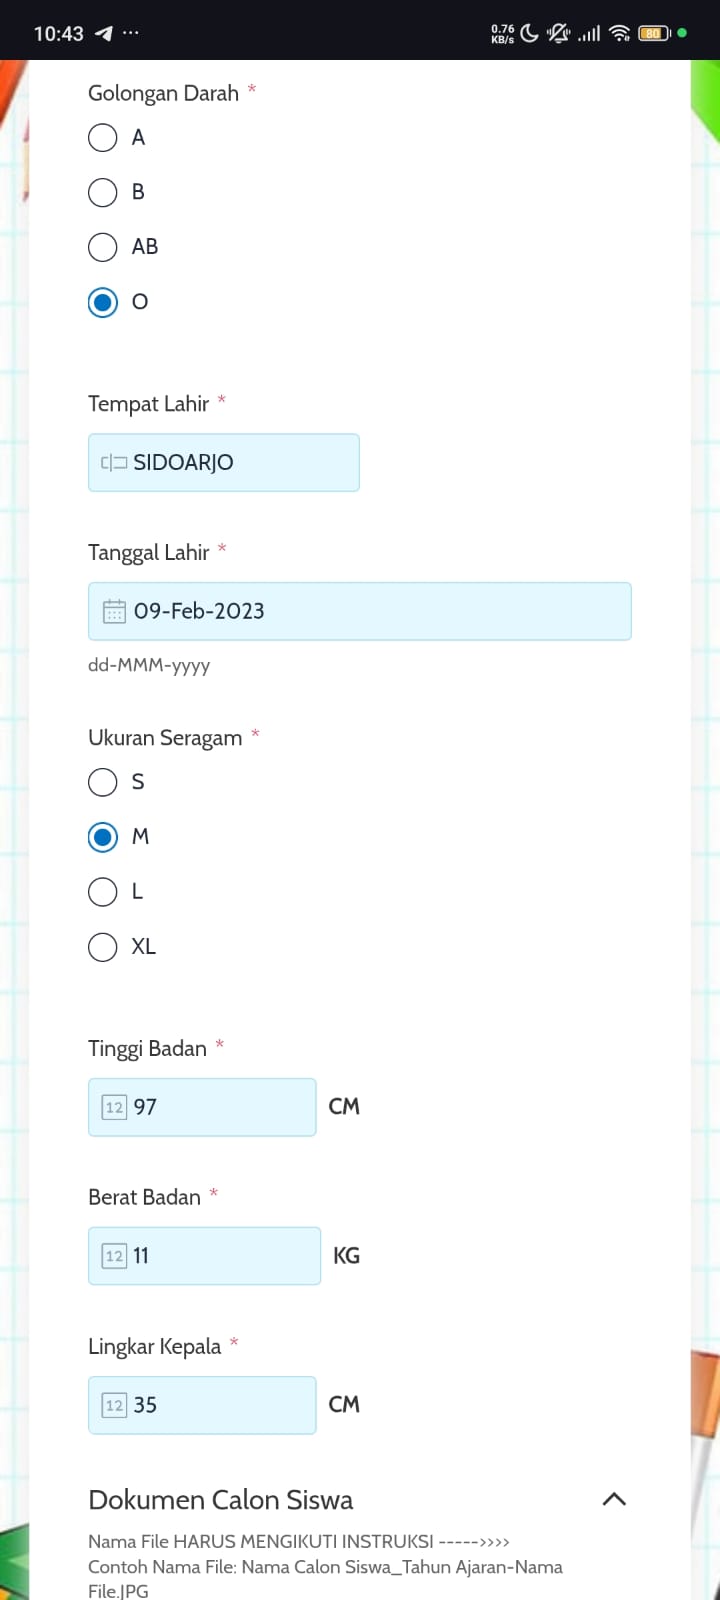 10:43
0.76
KB/s
80
Golongan Darah *
A
B
AB
O
Tempat Lahir *
SIDOARJO
Tanggal Lahir *
09-Feb-2023
dd-MMM-yyyy
Ukuran Seragam *
S
M
L
XL
Tinggi Badan *
12 97 CM
Berat Badan *
12 11 KG
Lingkar Kepala *
12 35 CM
Dokumen Calon Siswa
Nama File HARUS MENGIKUTI INSTRUKSI ----->>>>
Contoh Nama File: Nama Calon Siswa_Tahun Ajaran-Nama
File.JPG